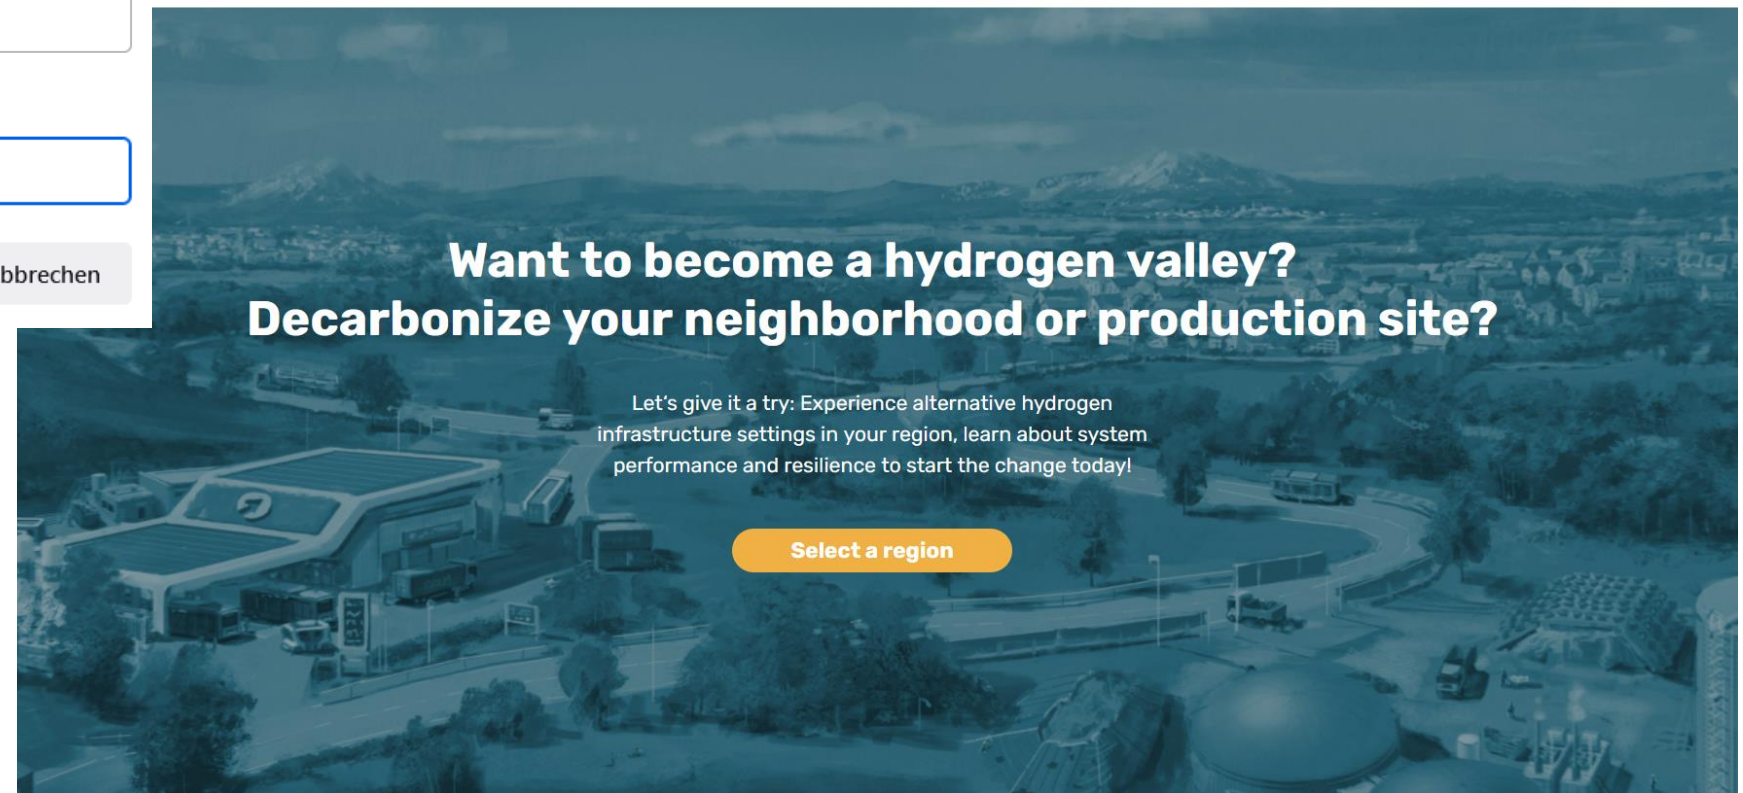 bbrechen
Want to become a hydrogen valley?
Decarbonize your neighborhood or production site?
Let‘s give it a try: Experience alternative hydrogen
infrastructure settings in your region, learn about system
performance and resilience to start the change today!
Select a region